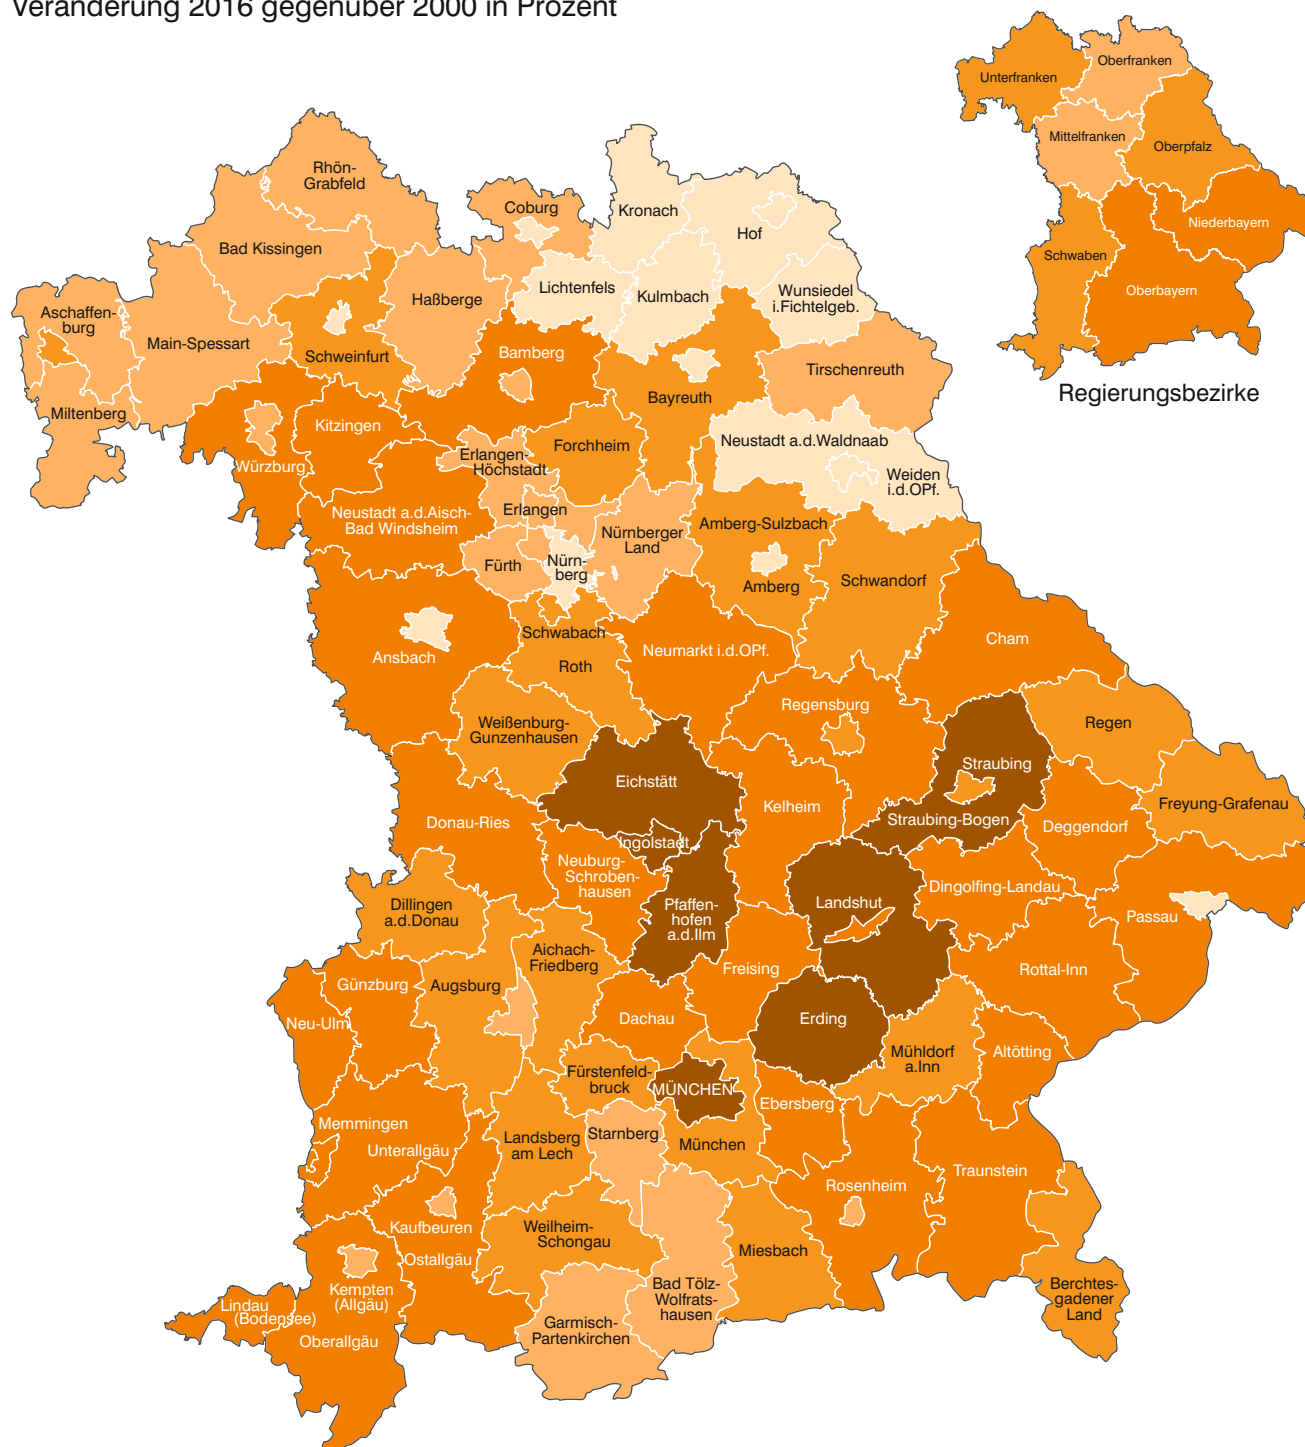 Veränderung 2016 gegenüber 2000 in Prozent
Unterfranken
Oberfranken
Mittelfranken
Oberpfalz
Niederbayern
Schwaben
Oberbayern
Regierungsbezirke
Rhön-
Grabfeld
Bad Kissingen
Coburg
Kronach
Hof
Lichtenfels
Kulmbach
Wunsiedel
i.Fichtelgeb.
Haßberge
Aschaffen-
burg
Main-Spessart
Schweinfurt
Bamberg
Tirschenreuth
Miltenberg
Kitzingen
Bayreuth
Würzburg
Erlangen-
Höchstadt
Forchheim
Neustadt a.d.Waldnaab
Weiden
i.d.OPf.
Neustadt a.d.Aisch-
Bad Windsheim
Erlangen
Nürnberger
Land
Amberg-Sulzbach
Fürth
Nürn-
berg
Amberg
Schwandorf
Ansbach
Schwabach
Roth
Neumarkt i.d.OPf.
Cham
Weißenburg-
Gunzenhausen
Regensburg
Regen
Eichstätt
Straubing
Kelheim
Straubing-Bogen
Freyung-Grafenau
Donau-Ries
Ingolstadt
Deggendorf
Neuburg-
Schroben-
hausen
Dingolfing-Landau
Dillingen
a.d.Donau
Pfaffen-
hofen
a.d.Ilm
Landshut
Passau
Aichach-
Friedberg
Freising
Rottal-Inn
Günzburg
Augsburg
Neu-Ulm
Dachau
Erding
Mühldorf
a.Inn
Altötting
Fürstenfeld-
bruck
MÜNCHEN
Ebersberg
Memmingen
Unterallgäu
Landsberg
am Lech
Starnberg
München
Traunstein
Rosenheim
Kaufbeuren
Ostallgäu
Weilheim-
Schongau
Miesbach
Kempten
(Allgäu)
Bad Tölz-
Wolfrats-
hausen
Berchtes-
gadener
Land
Lindau
(Bodensee)
Oberallgäu
Garmisch-
Partenkirchen